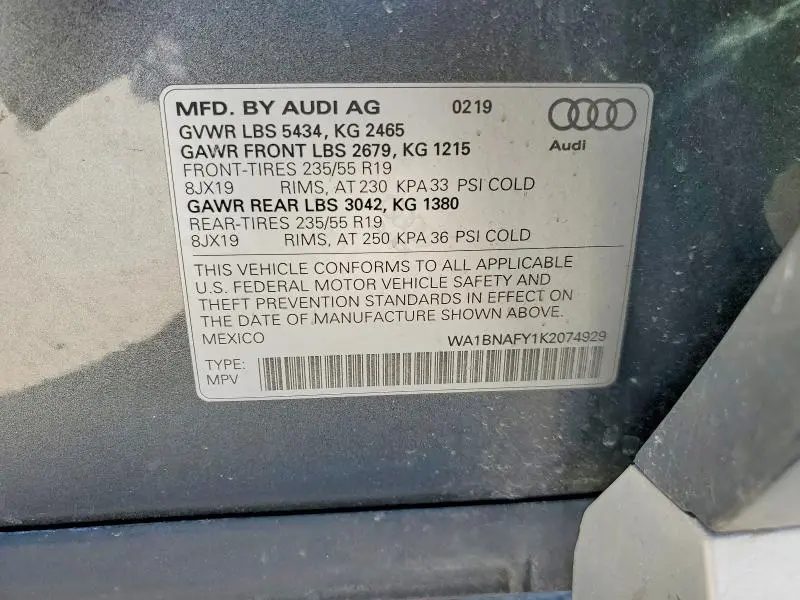 MFD. BY AUDI AG 0219
GVWR LBS 5434, KG 2465
GAWR FRONT LBS 2679, KG 1215
Audi
FRONT-TIRES 235/55 R19
8JX19 RIMS, AT 230 KPA 33 PSI COLD
GAWR REAR LBS 3042, KG 1380
REAR-TIRES 235/55 R19
8JX19 RIMS, AT 250 KPA 36 PSI COLD
THIS VEHICLE CONFORMS TO ALL APPLICABLE
U.S. FEDERAL MOTOR VEHICLE SAFETY AND
THEFT PREVENTION STANDARDS IN EFFECT ON
THE DATE OF MANUFACTURE SHOWN ABOVE.
MEXICO WA1BNAFY1K2074929
TYPE:
MPV